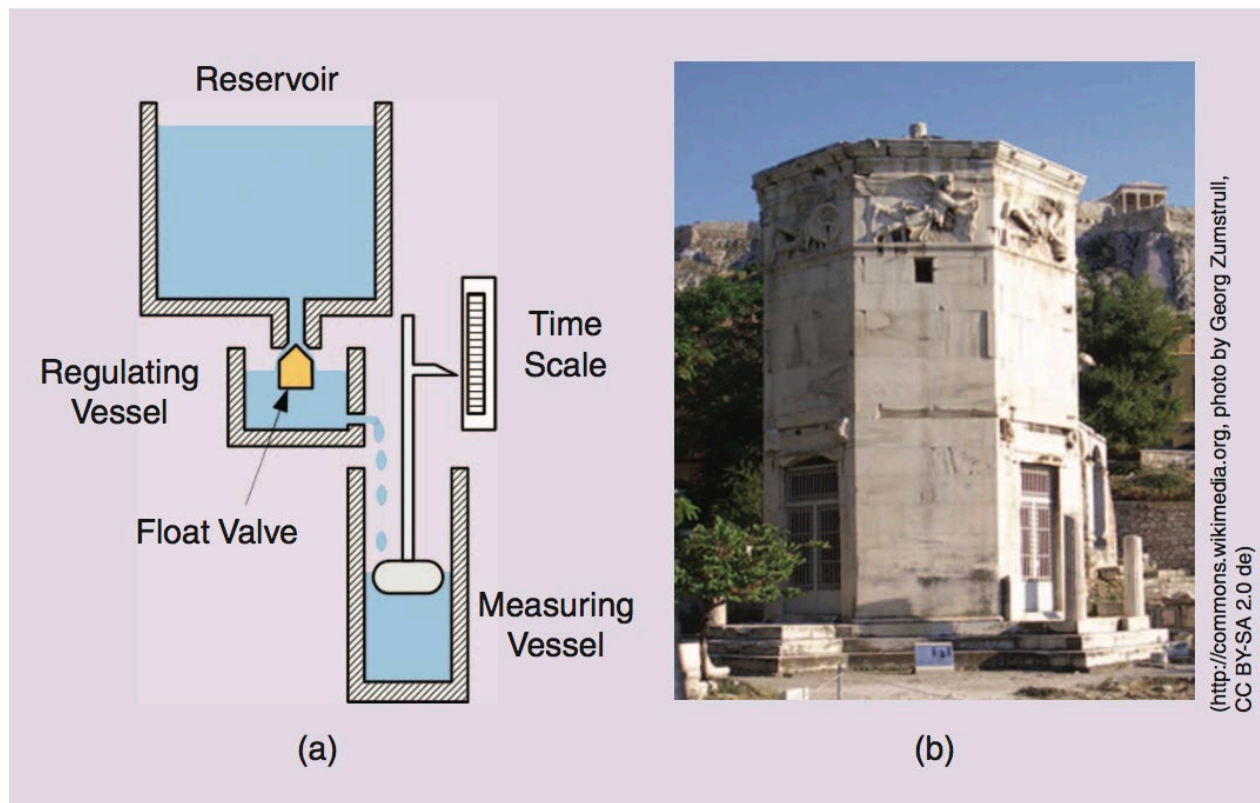 Reservoir
Regulating
Vessel
Float Valve
Time
Scale
Measuring
Vessel
(a)
(b)
(http://commons.wikimedia.org, photo by Georg Zumstrull,
CC BY-SA 2.0 de)